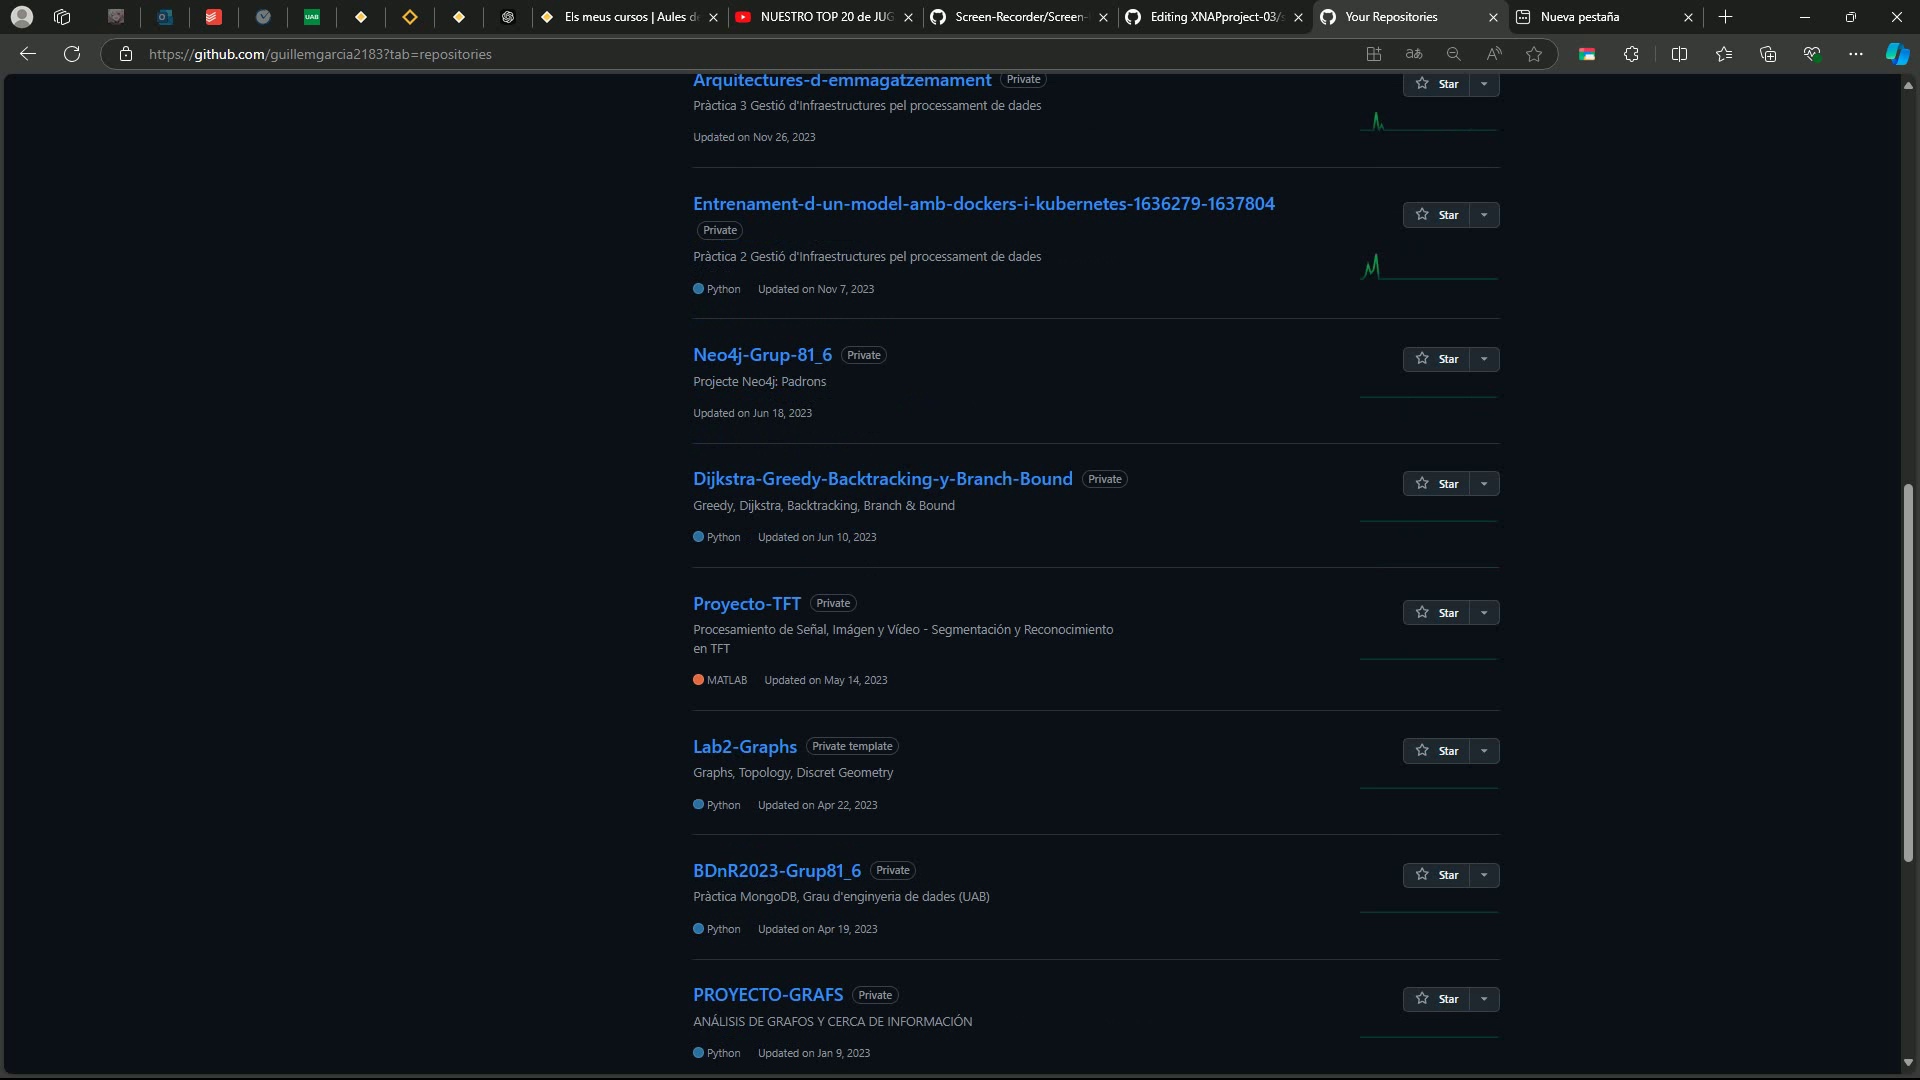 UAB
Els meus cursos | Aules d
NUESTRO TOP 20 de JUG
Screen-Recorder/Screen-
Editing XNAPproject-03/s
Your Repositories
Nueva pestaña
https://github.com/guillemgarcia2183?tab=repositories
Arquitectures-d-emmagatzemament Private
Star
Pràctica 3 Gestió d'Infraestructures pel processament de dades
Updated on Nov 26, 2023
Entrenament-d-un-model-amb-dockers-i-kubernetes-1636279-1637804
Star
Private
Pràctica 2 Gestió d'Infraestructures pel processament de dades
Python Updated on Nov 7, 2023
Neo4j-Grup-81_6 Private
Star
Projecte Neo4j: Padrons
Updated on Jun 18, 2023
Dijkstra-Greedy-Backtracking-y-Branch-Bound Private
Star
Greedy, Dijkstra, Backtracking, Branch & Bound
Python Updated on Jun 10, 2023
Proyecto-TFT Private
Star
Procesamiento de Señal, Imágen y Vídeo - Segmentación y Reconocimiento
en TFT
MATLAB Updated on May 14, 2023
Lab2-Graphs Private template
Star
Graphs, Topology, Discret Geometry
Python Updated on Apr 22, 2023
BDnR2023-Grup81_6 Private
Star
Pràctica MongoDB, Grau d'enginyeria de dades (UAB)
Python Updated on Apr 19, 2023
PROYECTO-GRAFS Private
Star
ANÁLISIS DE GRAFOS Y CERCA DE INFORMACIÓN
Python Updated on Jan 9, 2023